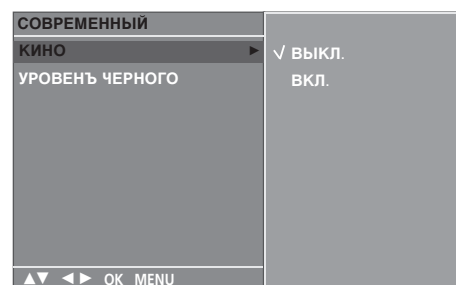 СОВРЕМЕННЫЙ
КИНО ►
УРОВЕНЪ ЧЕРНОГО
√ ВЫКЛ.
ВКЛ.
▲▼ ◄► OK MENU